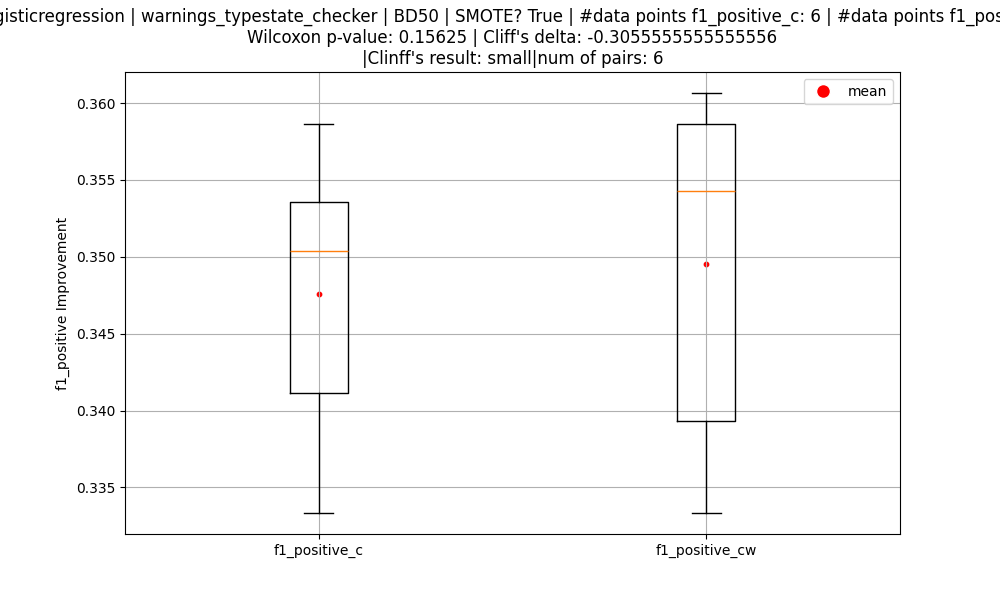 gisticregression | warnings_typestate_checker | BD50 | SMOTE? True | #data points f1_positive_c: 6 | #data points f1_pos
Wilcoxon p-value: 0.15625 | Cliff's delta: -0.3055555555555556
|Clinff's result: small|num of pairs: 6
mean
0.360
0.355
0.350
0.345
0.340
0.335
f1_positive Improvement
f1_positive_c
f1_positive_cw